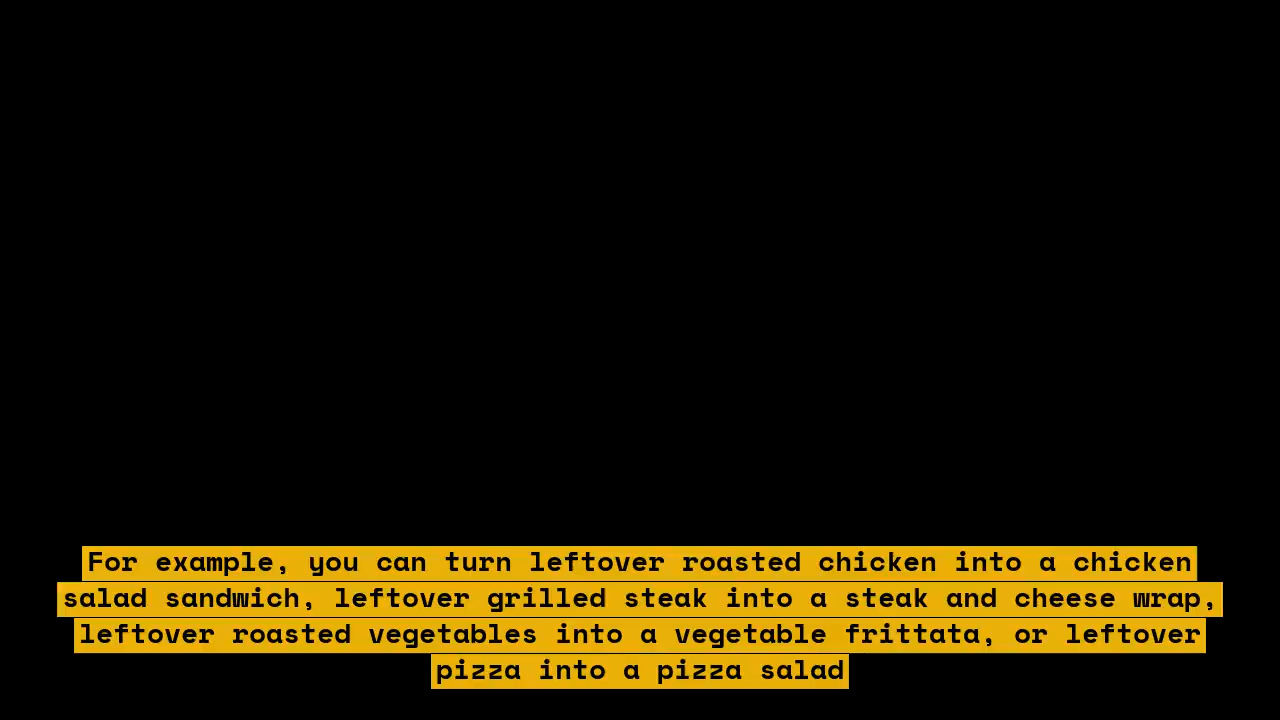 For example, you can turn leftover roasted chicken into a chicken
salad sandwich, leftover grilled steak into a steak and cheese wrap,
leftover roasted vegetables into a vegetable frittata, or leftover
pizza into a pizza salad